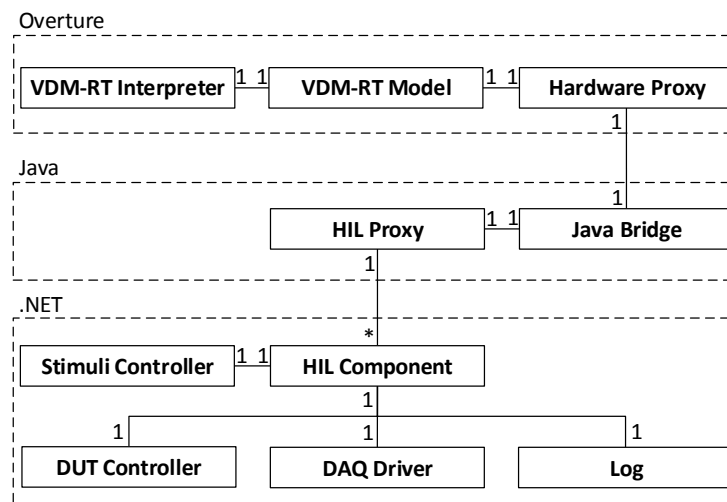 Overture
VDM-RT Interpreter 1 1 VDM-RT Model 1 1 Hardware Proxy
1
Java
1
HIL Proxy 1 1 Java Bridge
1
.NET
*
Stimuli Controller 1 1 HIL Component
1
1 1 1
DUT Controller DAQ Driver Log